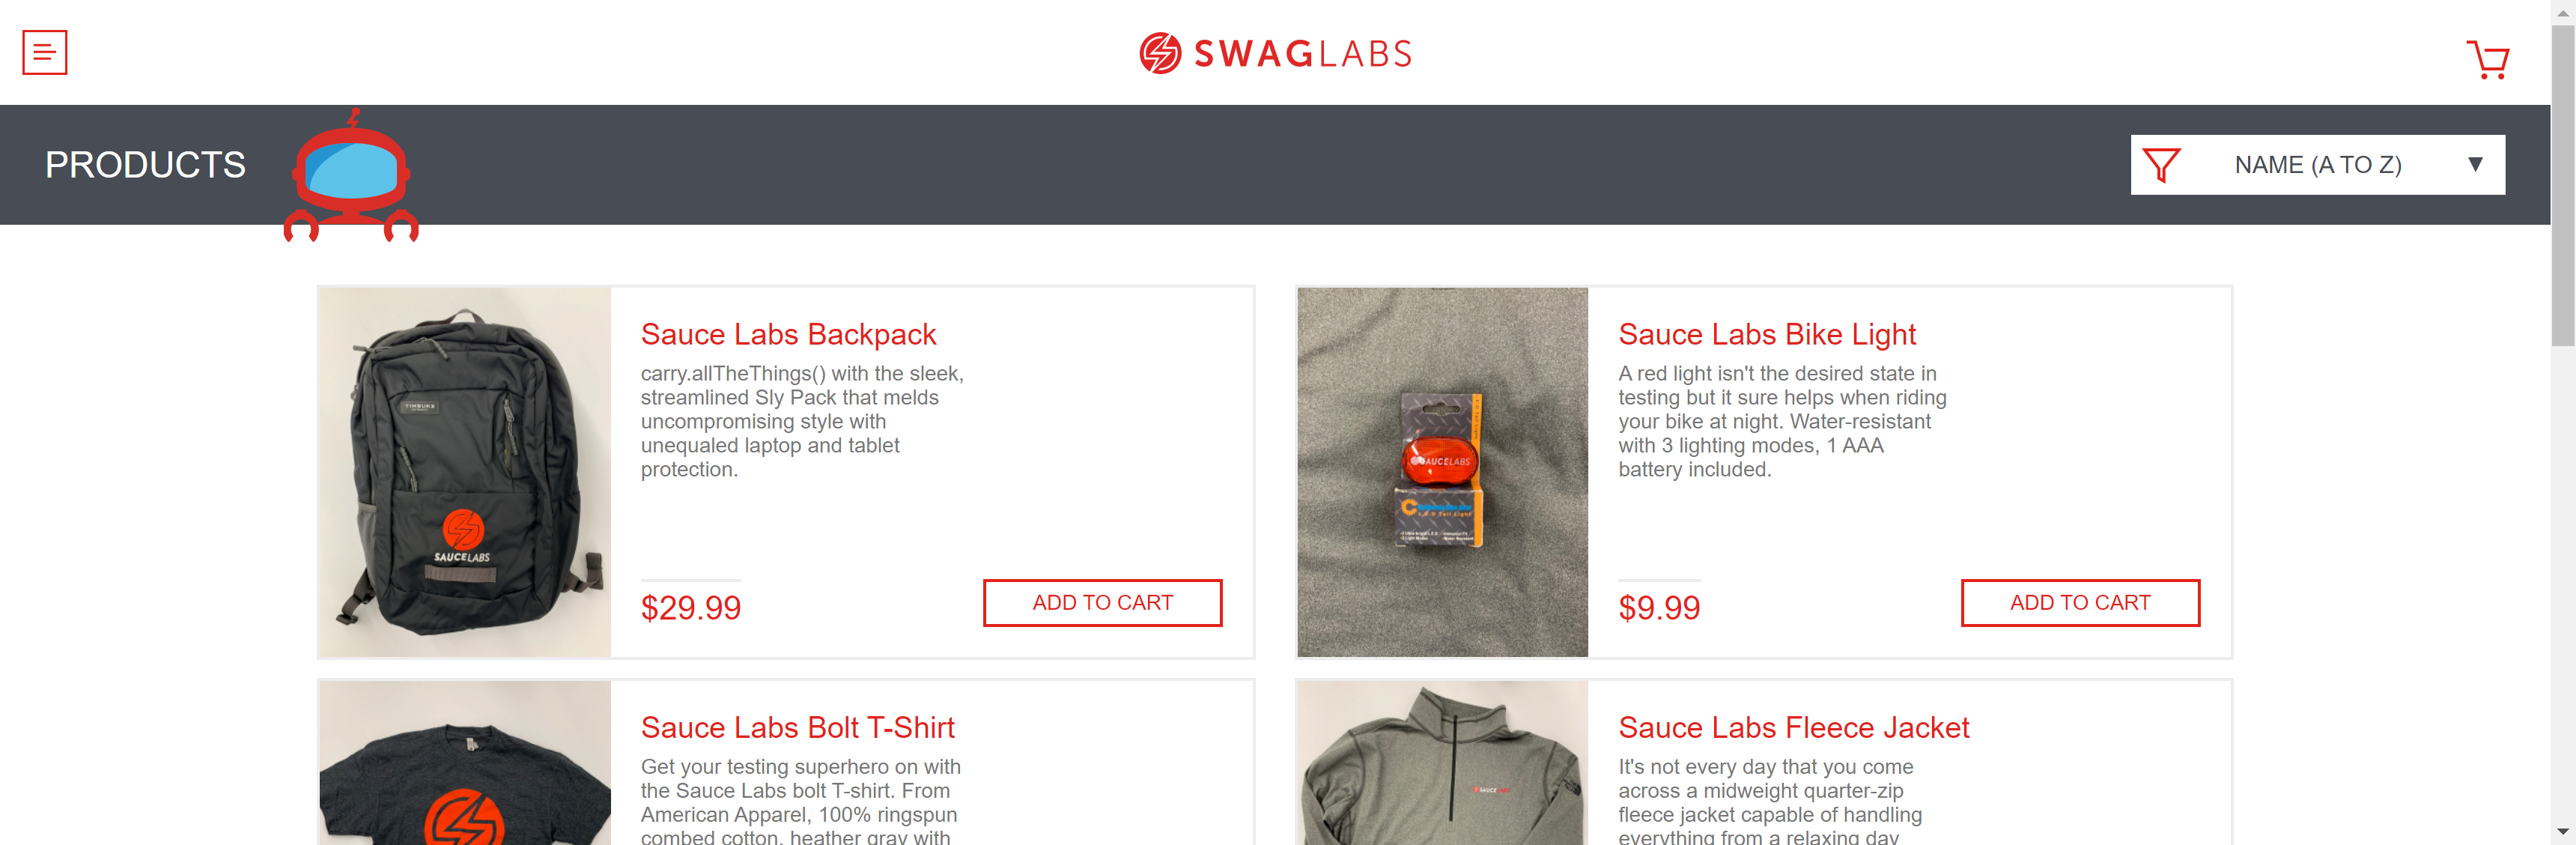 SWAGLABS
PRODUCTS
NAME (A TO Z)
Sauce Labs Backpack
carry.allTheThings() with the sleek,
streamlined Sly Pack that melds
uncompromising style with
unequaled laptop and tablet
protection.
TIMBUK2
SAUCELABS
$29.99
ADD TO CART
Sauce Labs Bike Light
A red light isn't the desired state in
testing but it sure helps when riding
your bike at night. Water-resistant
with 3 lighting modes, 1 AAA
battery included.
SAUCELABS
$9.99
ADD TO CART
Sauce Labs Bolt T-Shirt
Get your testing superhero on with
the Sauce Labs bolt T-shirt. From
American Apparel, 100% ringspun
combed cotton, heather gray with
Sauce Labs Fleece Jacket
It's not every day that you come
across a midweight quarter-zip
fleece jacket capable of handling
everything from a relaxing day
SAUCELABS